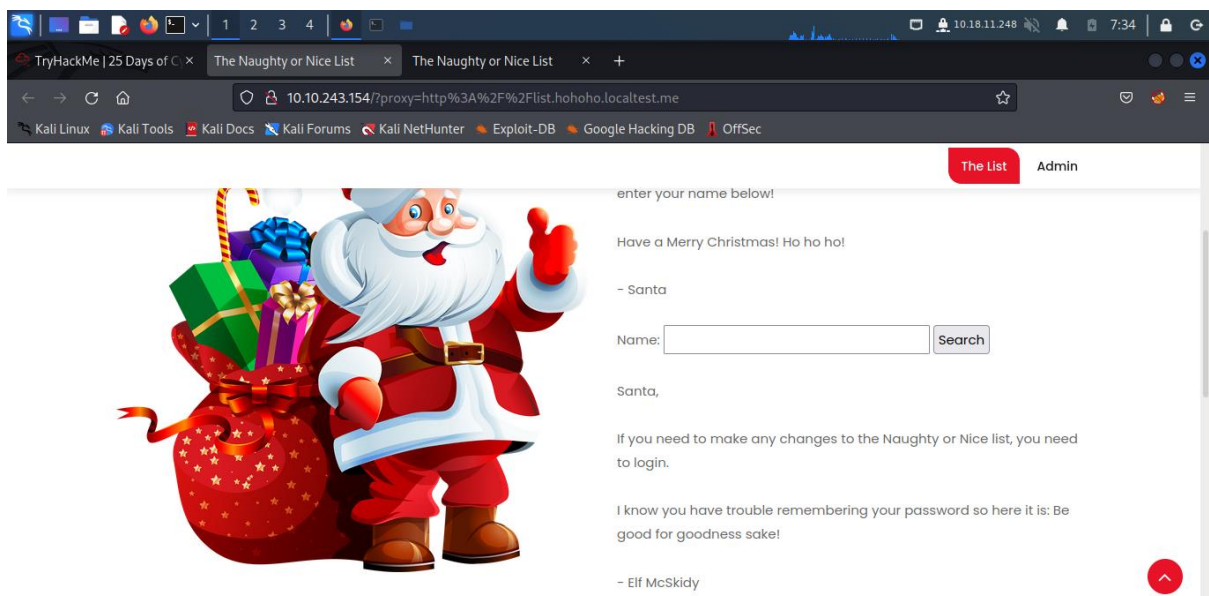 1 2 3 4
10.18.11.248
7:34
TryHackMe | 25 Days of C
The Naughty or Nice List
The Naughty or Nice List
10.10.243.154/?proxy=http%3A%2F%2Flist.hohoho.localtest.me
Kali Linux Kali Tools Kali Docs Kali Forums Kali NetHunter Exploit-DB Google Hacking DB OffSec
The List Admin
enter your name below!
Have a Merry Christmas! Ho ho ho!
- Santa
Name: Search
Santa,
If you need to make any changes to the Naughty or Nice list, you need
to login.
I know you have trouble remembering your password so here it is: Be
good for goodness sake!
- Elf McSkidy